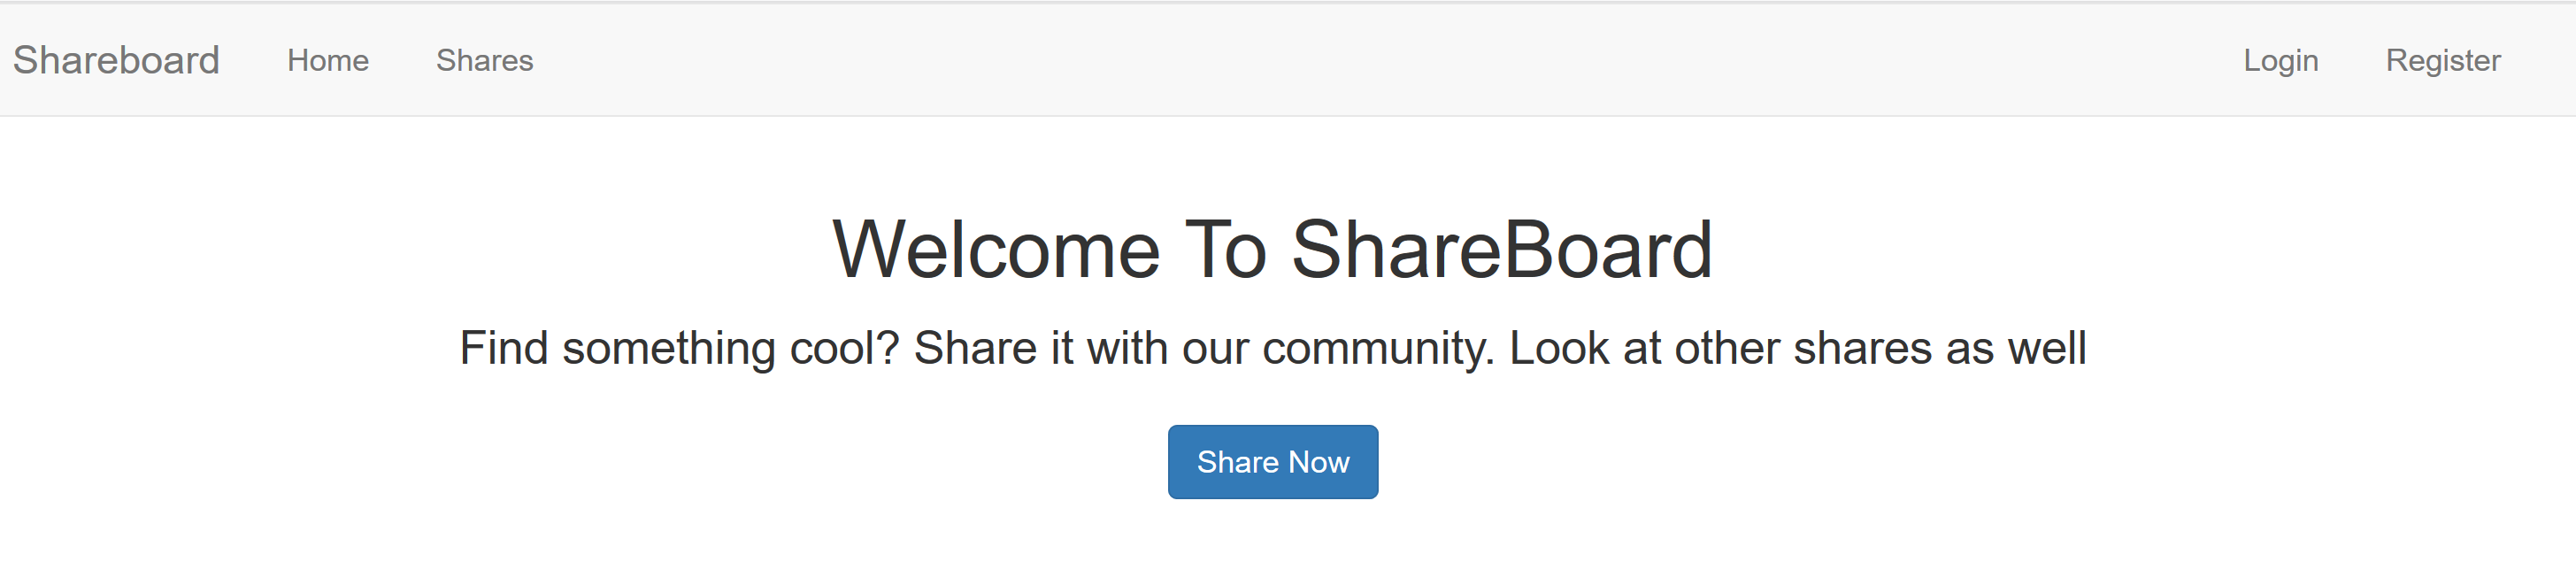 Shareboard Home Shares Login Register
Welcome To ShareBoard
Find something cool? Share it with our community. Look at other shares as well
Share Now